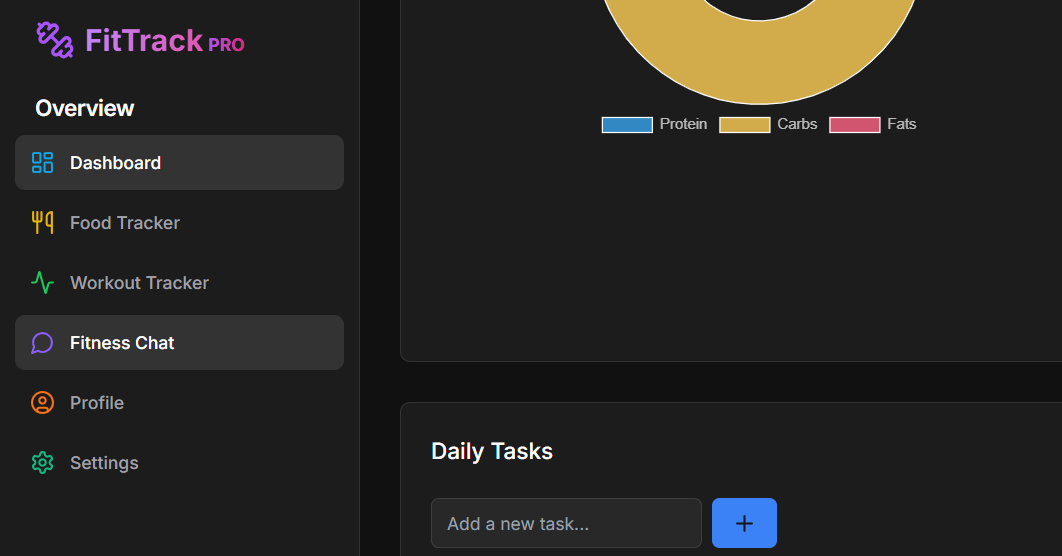 FitTrack PRO
Overview
Dashboard
Food Tracker
Workout Tracker
Fitness Chat
Profile
Settings
Protein Carbs Fats
Daily Tasks
Add a new task...
+